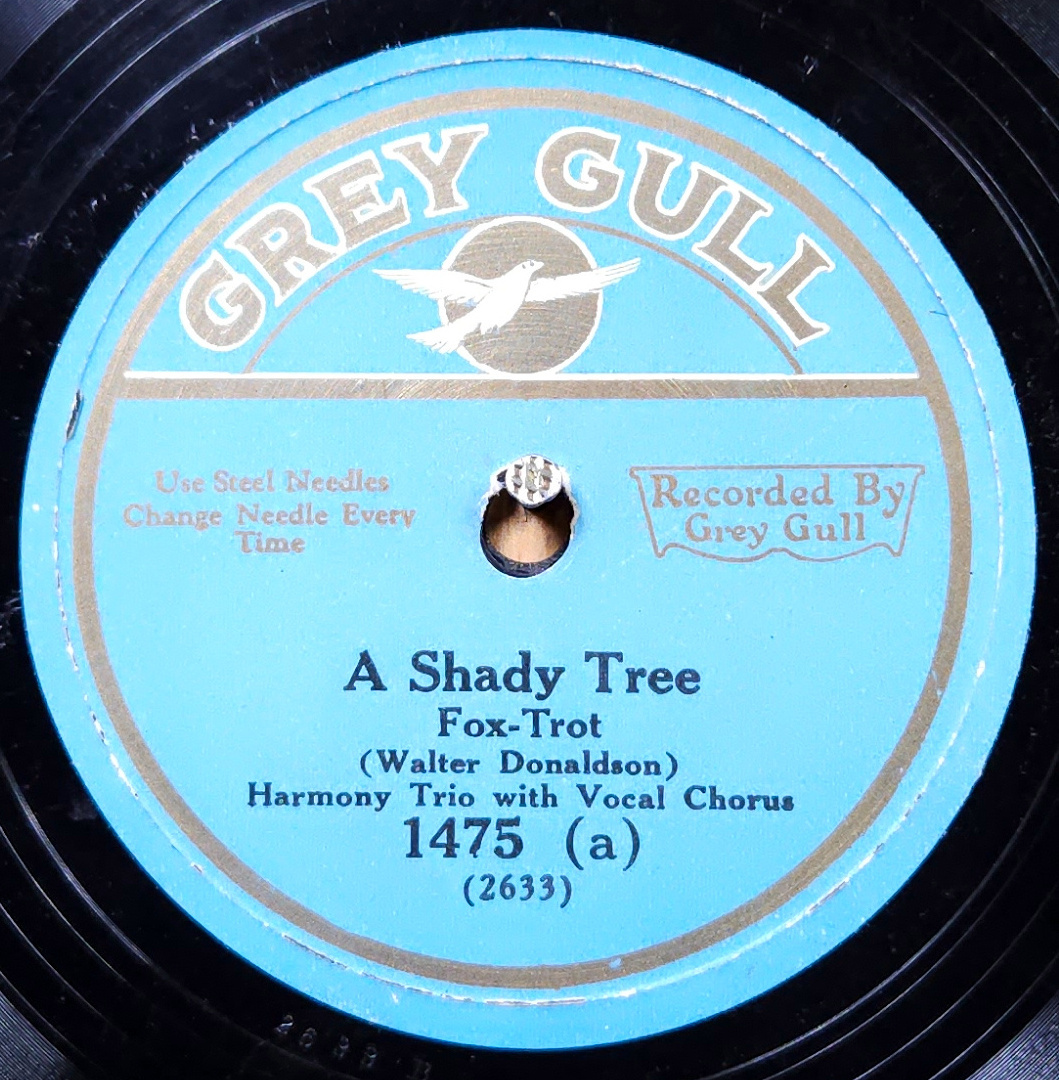 GREY GULL
Use Steel Needles
Change Needle Every
Time
Recorded By
Grey Gull
A Shady Tree
Fox-Trot
(Walter Donaldson)
Harmony Trio with Vocal Chorus
1475 (a)
(2633)